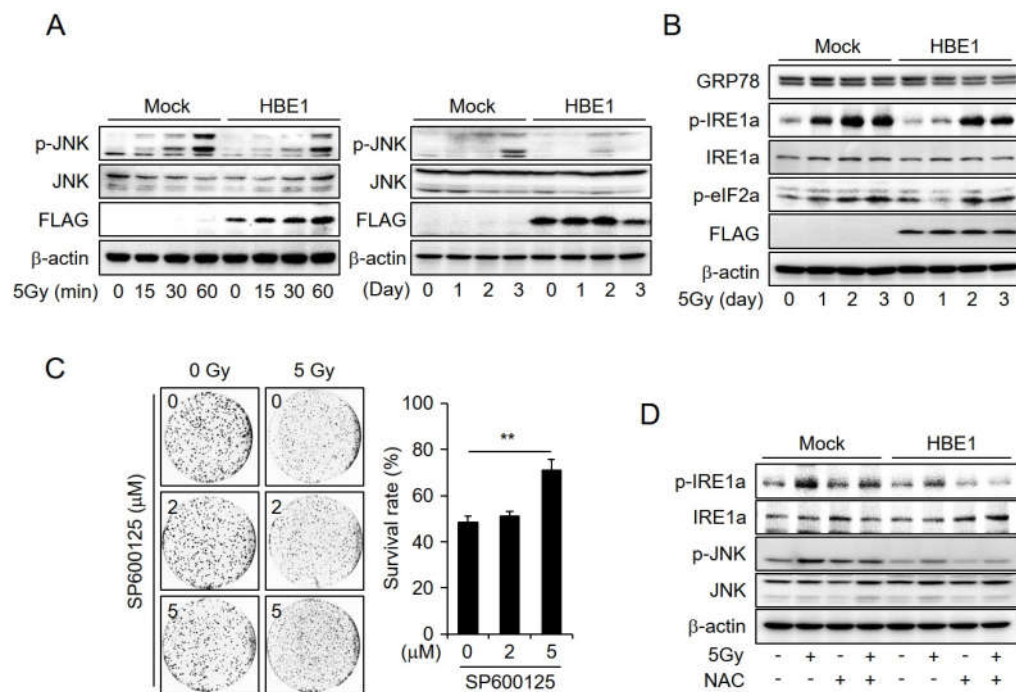 A
Mock HBE1
p-JNK
JNK
FLAG
β-actin
5Gy (min) 0 15 30 60 0 15 30 60
Mock HBE1
p-JNK
JNK
FLAG
β-actin
(Day) 0 1 2 3 0 1 2 3
B
Mock HBE1
GRP78
p-IRE1a
IRE1a
p-eIF2a
FLAG
β-actin
5Gy (day) 0 1 2 3 0 1 2 3
C
0 Gy 5 Gy
SP600125 (μM)
0 0
2 2
5 5
Survival rate (%)
100
80
60
40
20
0
**
(μM) 0 2 5
SP600125
D
Mock HBE1
p-IRE1a
IRE1a
p-JNK
JNK
β-actin
5Gy - + - + - + - +
NAC - - + + - - + +